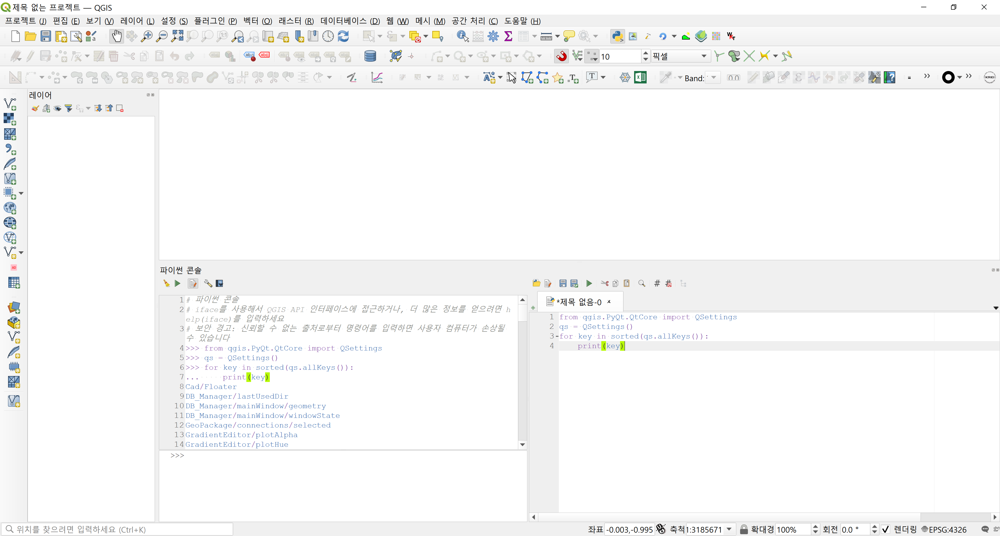 제목 없는 프로젝트 — QGIS
프로젝트 (J) 편집 (E) 보기 (V) 레이어 (L) 설정 (S) 플러그인 (P) 벡터 (O) 래스터 (R) 데이터베이스 (D) 웹 (W) 메시 (M) 공간 처리 (C) 도움말 (H)
10 픽셀
Band:
KREI
레이어
AD
파이썬 콘솔
1 # 파이썬 콘솔
2 # iface를 사용해서 QGIS API 인터페이스에 접근하거나, 더 많은 정보를 얻으려면 h
elp(iface)를 입력하세요
3 # 보안 경고: 신뢰할 수 없는 출처로부터 명령어를 입력하면 사용자 컴퓨터가 손상될
수 있습니다
4 >>> from qgis.PyQt.QtCore import QSettings
5 >>> qs = QSettings()
6 >>> for key in sorted(qs.allKeys()):
7 ...     print(key)
8 Cad/Floater
9 DB_Manager/lastUsedDir
10 DB_Manager/mainWindow/geometry
11 DB_Manager/mainWindow/windowState
12 GeoPackage/connections/selected
13 GradientEditor/plotAlpha
14 GradientEditor/plotHue
>>>
*제목 없음-0
1 from qgis.PyQt.QtCore import QSettings
2 qs = QSettings()
3 for key in sorted(qs.allKeys()):
4     print(key)
위치를 찾으려면 입력하세요 (Ctrl+K)
좌표 -0.003,-0.995 축척 1:3185671 확대경 100% 회전 0.0 ° 렌더링 EPSG:4326